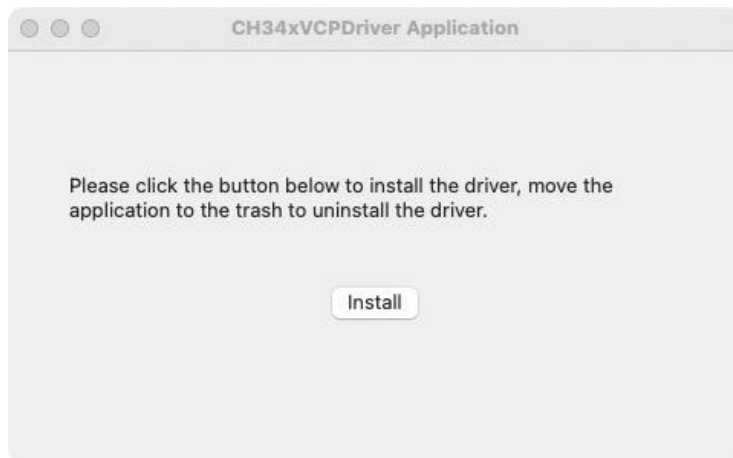 CH34xVCPDriver Application
Please click the button below to install the driver, move the
application to the trash to uninstall the driver.
Install